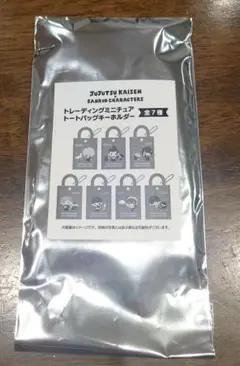 JUJUTSU KAISEN
×
SANRIO CHARACTERS
トレーディングミニチュア
トートバッグキーホルダー
全7種